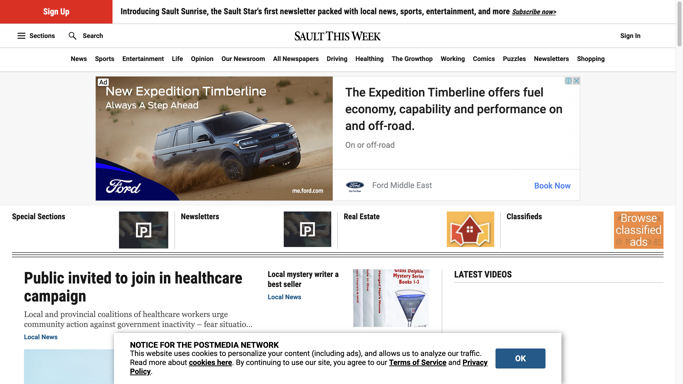 Sign Up
Introducing Sault Sunrise, the Sault Star's first newsletter packed with local news, sports, entertainment, and more Subscribe now>
Sections
Search
SAULT THIS WEEK
Sign In
News Sports Entertainment Life Opinion Our Newsroom All Newspapers Driving Healthing The Growthop Working Comics Puzzles Newsletters Shopping
Ad
New Expedition Timberline
Always A Step Ahead
Ford
me.ford.com
The Expedition Timberline offers fuel
economy, capability and performance on
and off-road.
On or off-road
Ford
Ford Middle East
Book Now
Special Sections
P
Newsletters
P
Real Estate
Classifieds
Browse
classified
ads
Public invited to join in healthcare
campaign
Local and provincial coalitions of healthcare workers urge
community action against government inactivity – fear situatio...
Local News
Local mystery writer a
best seller
Local News
Mystery Series
Books 1-3
LATEST VIDEOS
NOTICE FOR THE POSTMEDIA NETWORK
This website uses cookies to personalize your content (including ads), and allows us to analyze our traffic.
Read more about cookies here. By continuing to use our site, you agree to our Terms of Service and Privacy
Policy.
OK